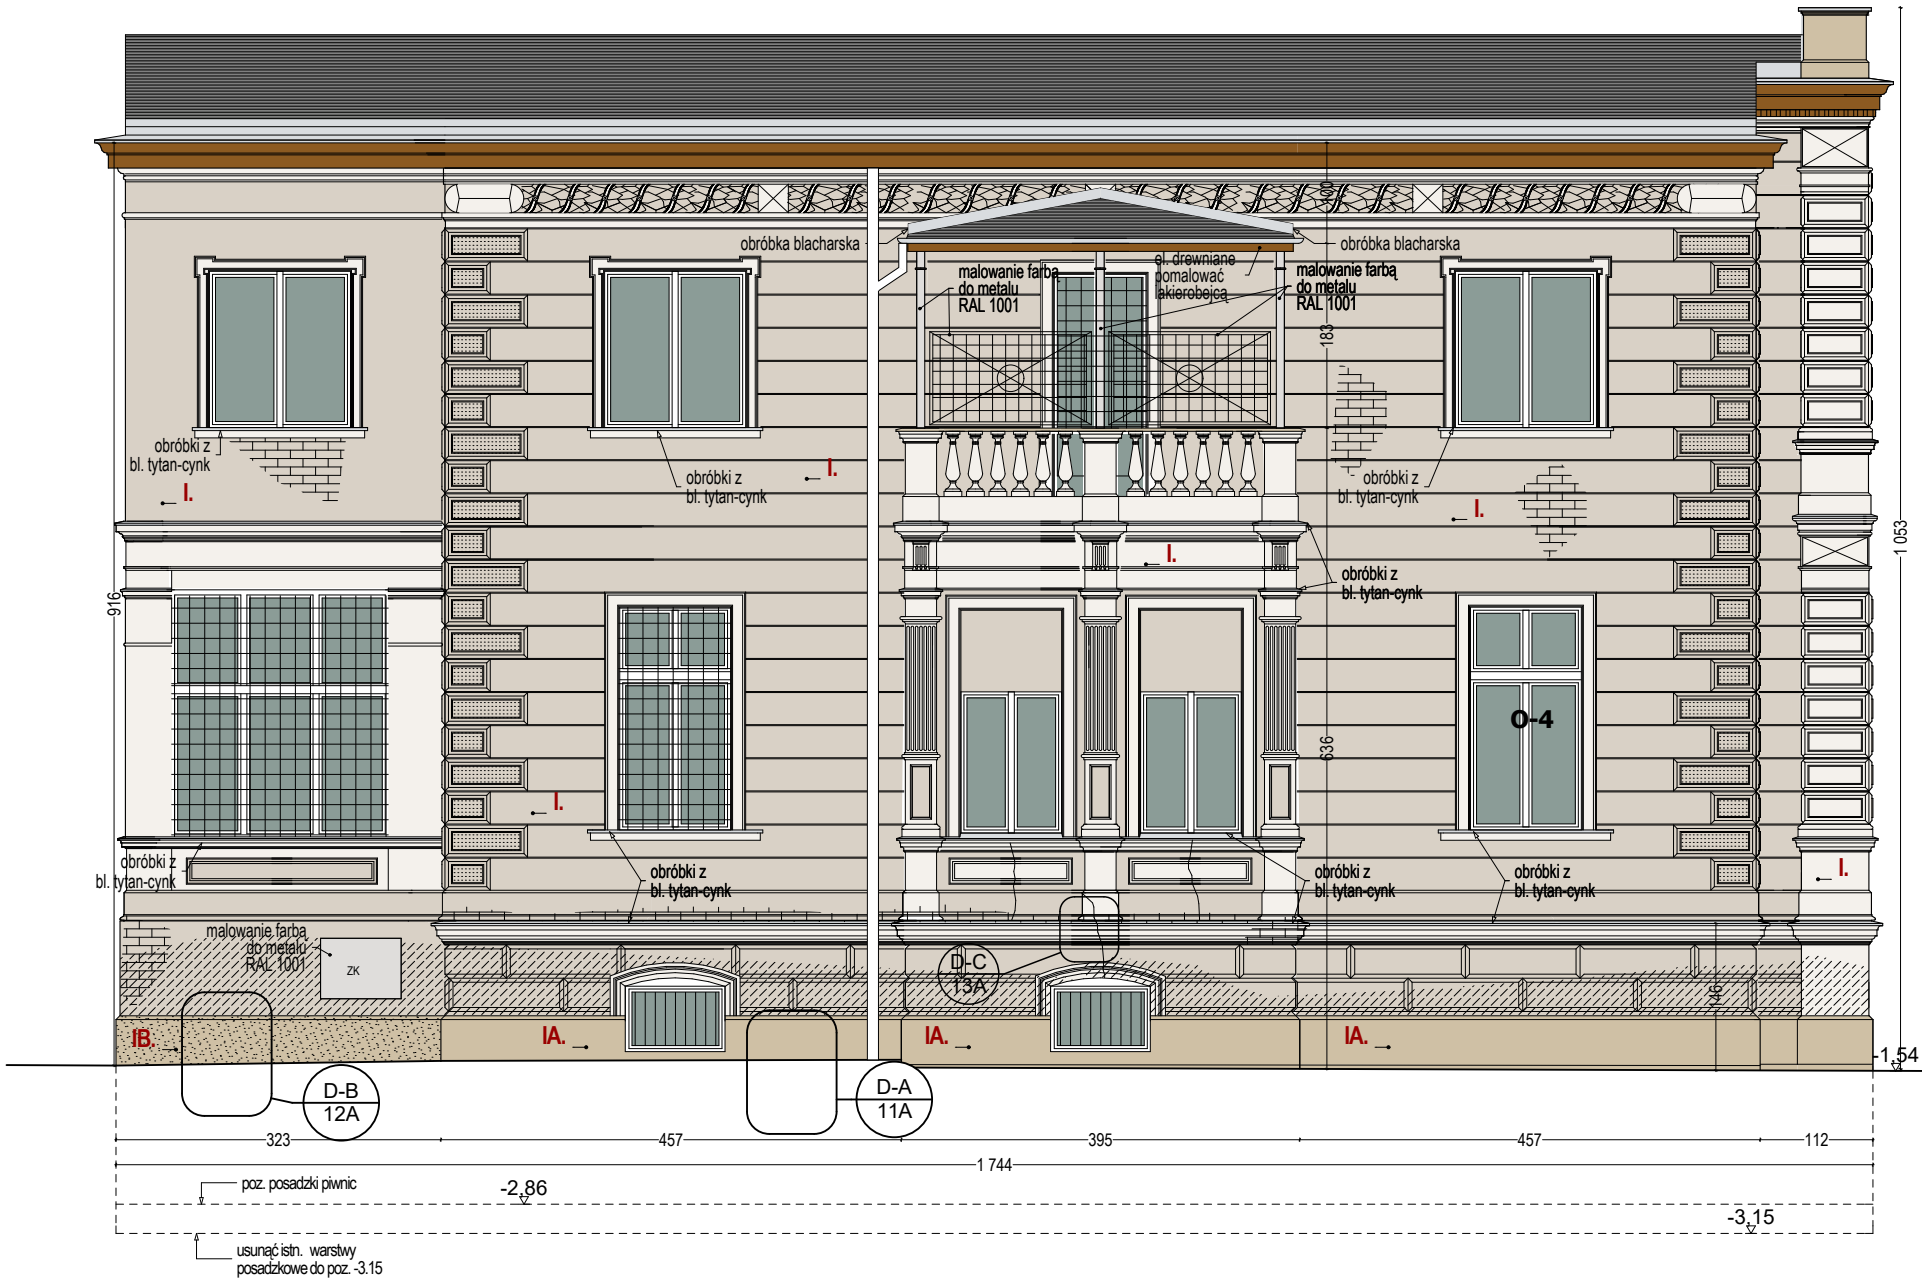 100
obróbka blacharska
obróbka blacharska
malowanie farbą
do metalu
RAL 1001
el. drewniane
pomalować
lakierobejcą
malowanie farbą
do metalu
RAL 1001
183
obróbki z
bl. tytan-cynk
I.
obróbki z
bl. tytan-cynk
I.
obróbki z
bl. tytan-cynk
I.
1 053
I.
obróbki z
bl. tytan-cynk
916
O-4
636
I.
obróbki z
bl. tytan-cynk
obróbki z
bl. tytan-cynk
obróbki z
bl. tytan-cynk
obróbki z
bl. tytan-cynk
I.
malowanie farbą
do metalu
RAL 1001
ZK
D-C
13A
146
IB.
IA.
IA.
IA.
-1,54
D-B
12A
D-A
11A
323
457
395
457
112
1 744
poz. posadzki piwnic
-2,86
-3,15
usunąć istn. warstwy
posadzkowe do poz. -3.15